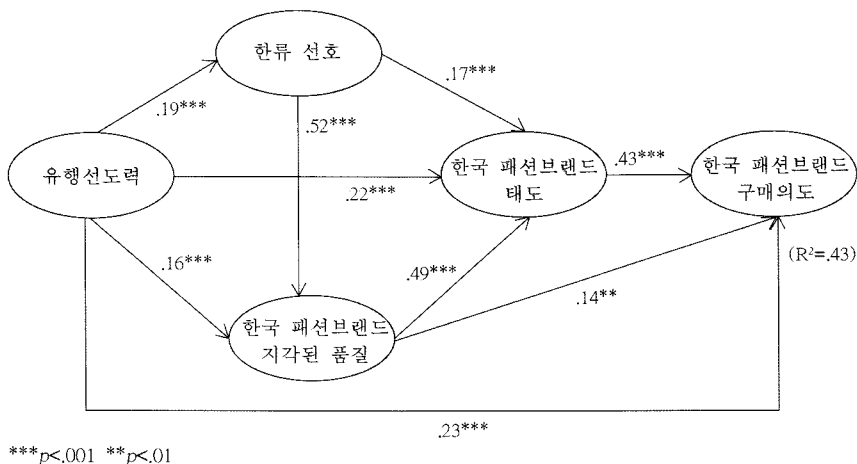 한류 선호
.17***
.19***
.52***
유행선도력
한국 패션브랜드
태도
.43***
한국 패션브랜드
구매의도
.22***
.16***
.49***
(R²=.43)
.14**
한국 패션브랜드
지각된 품질
.23***
***p<.001 **p<.01